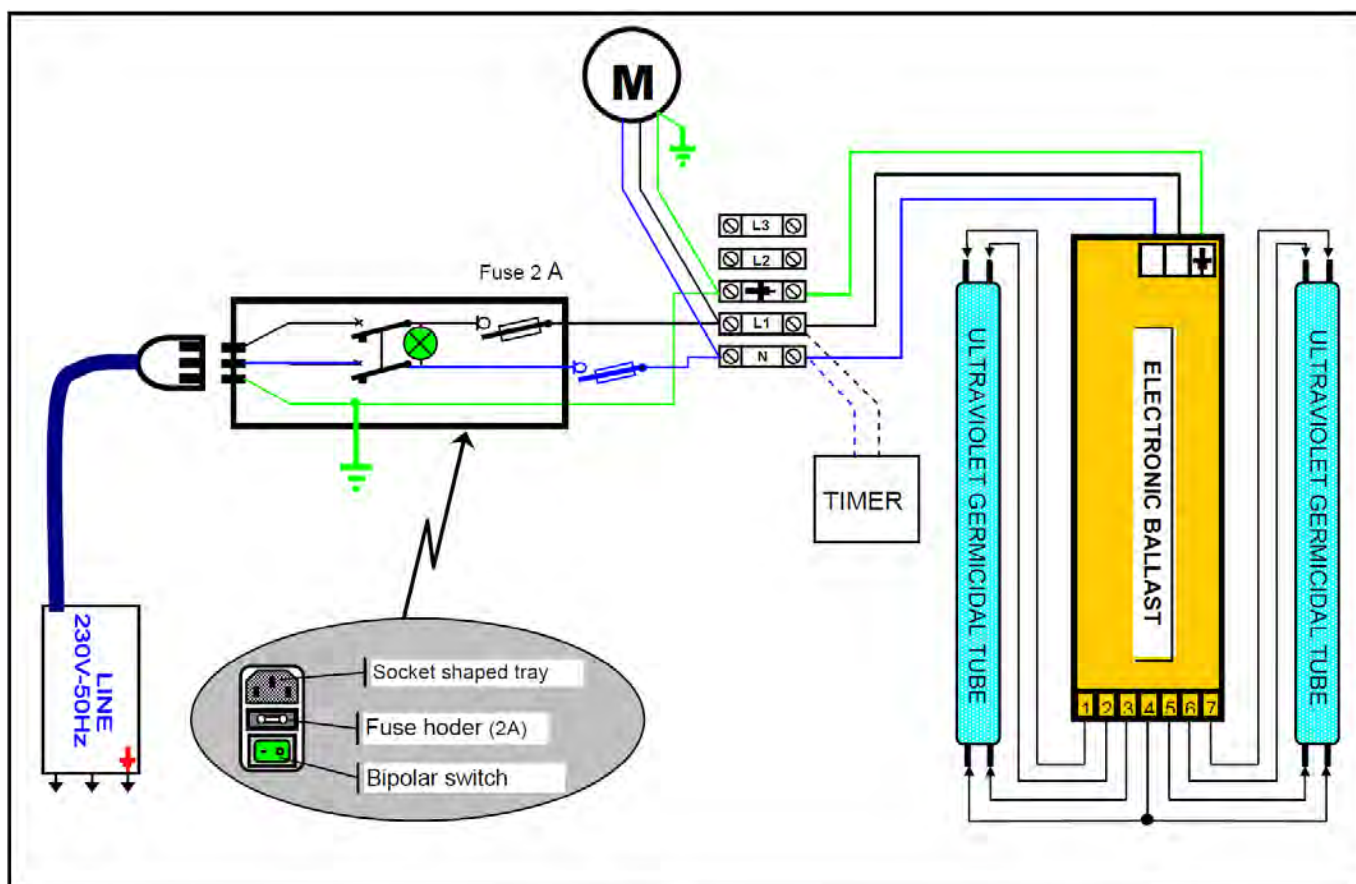 M
L3
L2
Fuse 2 A
L1
N
TIMER
ULTRAVIOLET GERMICIDAL TUBE
ELECTRONIC BALLAST
ULTRAVIOLET GERMICIDAL TUBE
1 2 3 4 5 6 7
LINE
230V~50Hz
Socket shaped tray
Fuse hoder (2A)
Bipolar switch